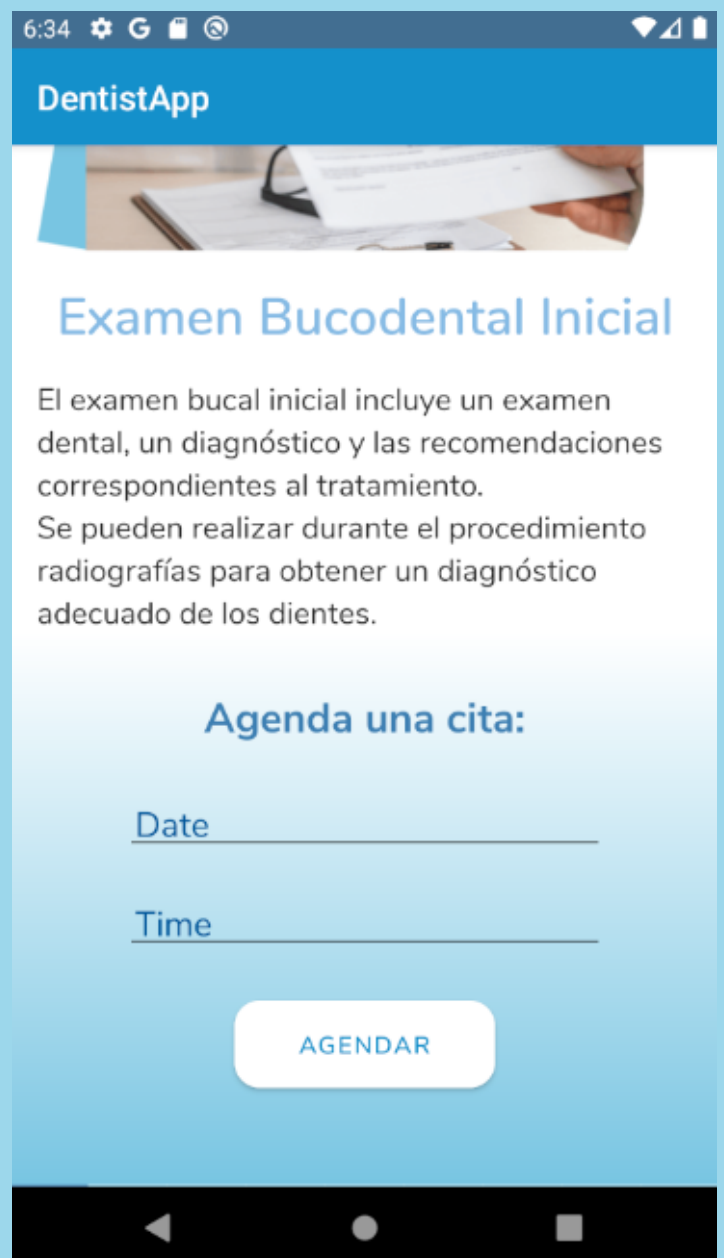 6:34
DentistApp
Examen Bucodental Inicial
El examen bucal inicial incluye un examen
dental, un diagnóstico y las recomendaciones
correspondientes al tratamiento.
Se pueden realizar durante el procedimiento
radiografías para obtener un diagnóstico
adecuado de los dientes.
Agenda una cita:
Date
Time
AGENDAR